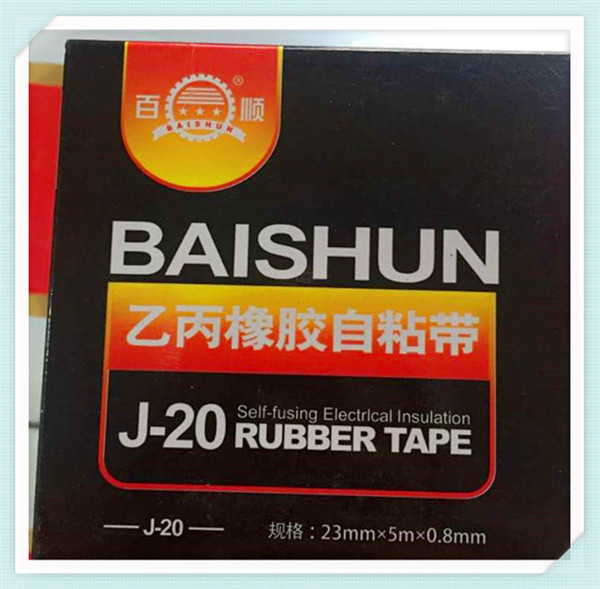 百 顺 ®
BAISHUN
BAISHUN
乙丙橡胶自粘带
J-20 Self-fusing Electrlcal Insulation
RUBBER TAPE
J-20 规格：23mm×5m×0.8mm